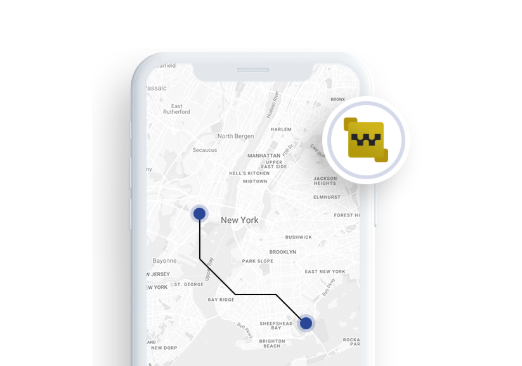 East
Rutherford
North Bergen
HARLEM
BRONX
Secaucus
MANHATTAN
UPPER
EAST SIDE
HELL'S KITCHEN
MIDTOWN
JACKSON
HEIGHTS
ELMHURST
New York
FOREST HI
BUSHWICK
BROOKLYN
Bayonne
PARK SLOPE
EAST NEW YORK
W JERSEY
W YORK
ST. GEORGE
BAY RIDGE
SHEEPSHEAD
BAY
BRIGHTON
BEACH
NEW DORP
ROCKA
PAR